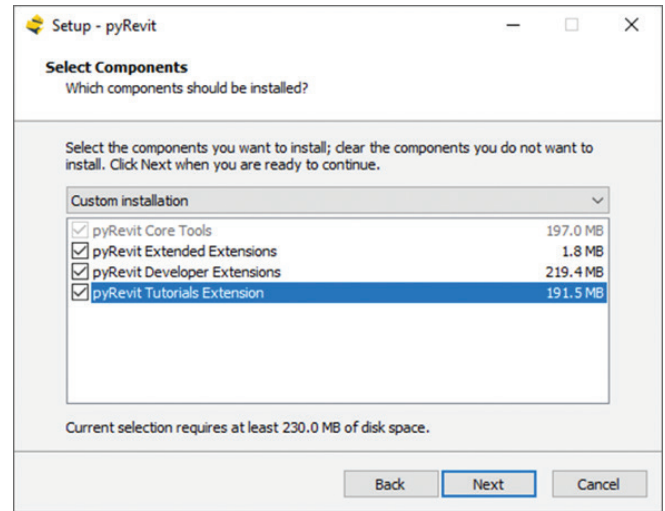 Setup - pyRevit
Select Components
Which components should be installed?
Select the components you want to install; clear the components you do not want to
install. Click Next when you are ready to continue.
Custom installation
pyRevit Core Tools 197.0 MB
pyRevit Extended Extensions 1.8 MB
pyRevit Developer Extensions 219.4 MB
pyRevit Tutorials Extension 191.5 MB
Current selection requires at least 230.0 MB of disk space.
Back Next Cancel